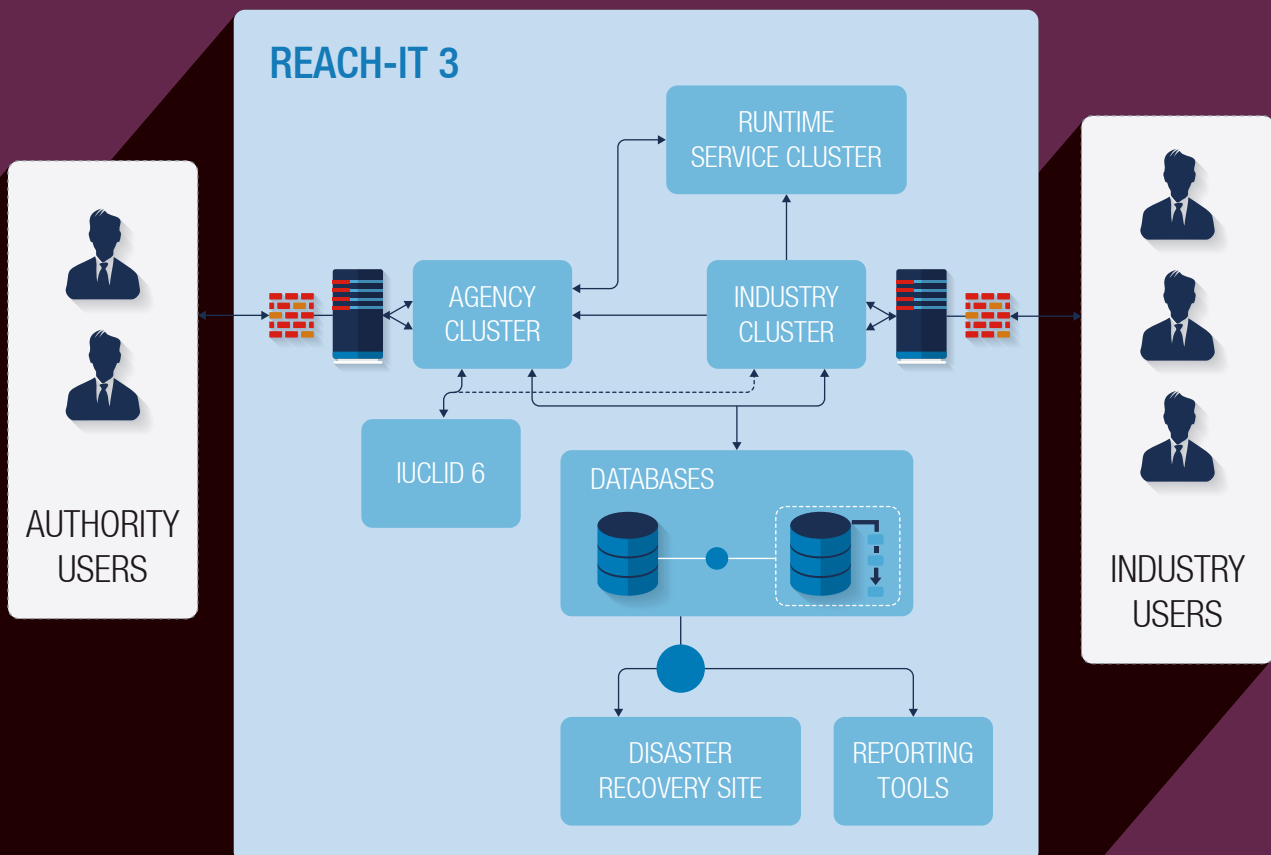 REACH-IT 3
RUNTIME
SERVICE CLUSTER
AGENCY
CLUSTER
INDUSTRY
CLUSTER
IUCLID 6
DATABASES
AUTHORITY
USERS
INDUSTRY
USERS
DISASTER
RECOVERY SITE
REPORTING
TOOLS